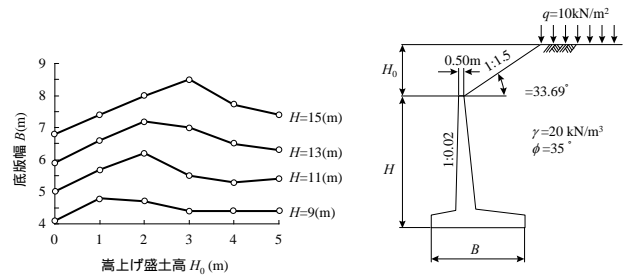 底版幅 B(m)
9
8
7
6
5
4
0
1
2
3
4
5
嵩上げ盛土高 H₀ (m)
H=15(m)
H=13(m)
H=11(m)
H=9(m)
q=10kN/m²
0.50m
1:1.5
H₀
=33.69°
H
1:0.02
γ=20 kN/m³
ϕ=35°
B